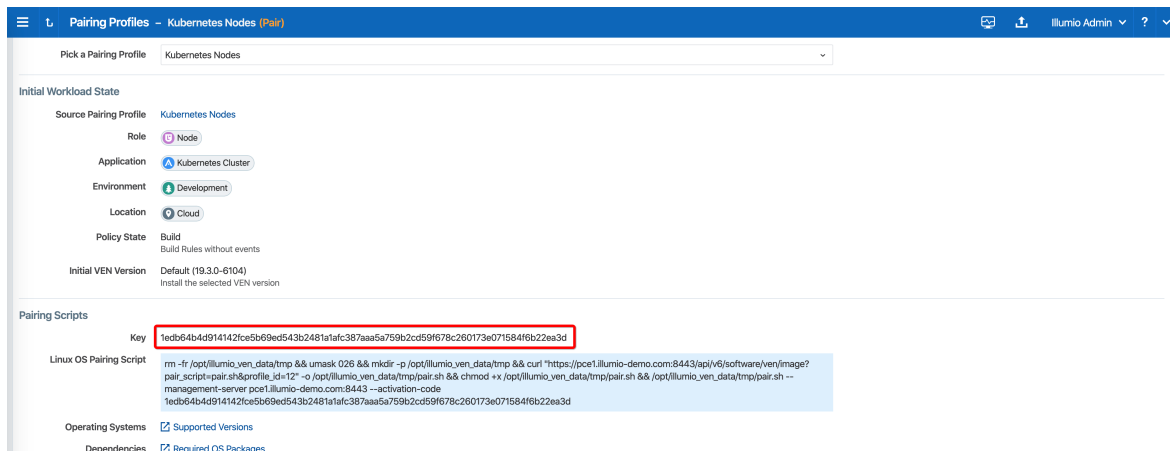 Pairing Profiles – Kubernetes Nodes (Pair) Illumio Admin ?
Pick a Pairing Profile Kubernetes Nodes
Initial Workload State
Source Pairing Profile Kubernetes Nodes
Role Node
Application A Kubernetes Cluster
Environment Development
Location Cloud
Policy State Build
Build Rules without events
Initial VEN Version Default (19.3.0-6104)
Install the selected VEN version
Pairing Scripts
Key 1edb64b4d914142fce5b69ed543b2481a1afc387aaa5a759b2cd59f678c260173e071584f6b22ea3d
Linux OS Pairing Script rm -fr /opt/illumio_ven_data/tmp && umask 026 && mkdir -p /opt/illumio_ven_data/tmp && curl "https://pce1.illumio-demo.com:8443/api/v6/software/ven/image?
pair_script=pair.sh&profile_id=12" -o /opt/illumio_ven_data/tmp/pair.sh && chmod +x /opt/illumio_ven_data/tmp/pair.sh && /opt/illumio_ven_data/tmp/pair.sh --
management-server pce1.illumio-demo.com:8443 --activation-code
1edb64b4d914142fce5b69ed543b2481a1afc387aaa5a759b2cd59f678c260173e071584f6b22ea3d
Operating Systems Supported Versions
Dependencies Required OS Packages